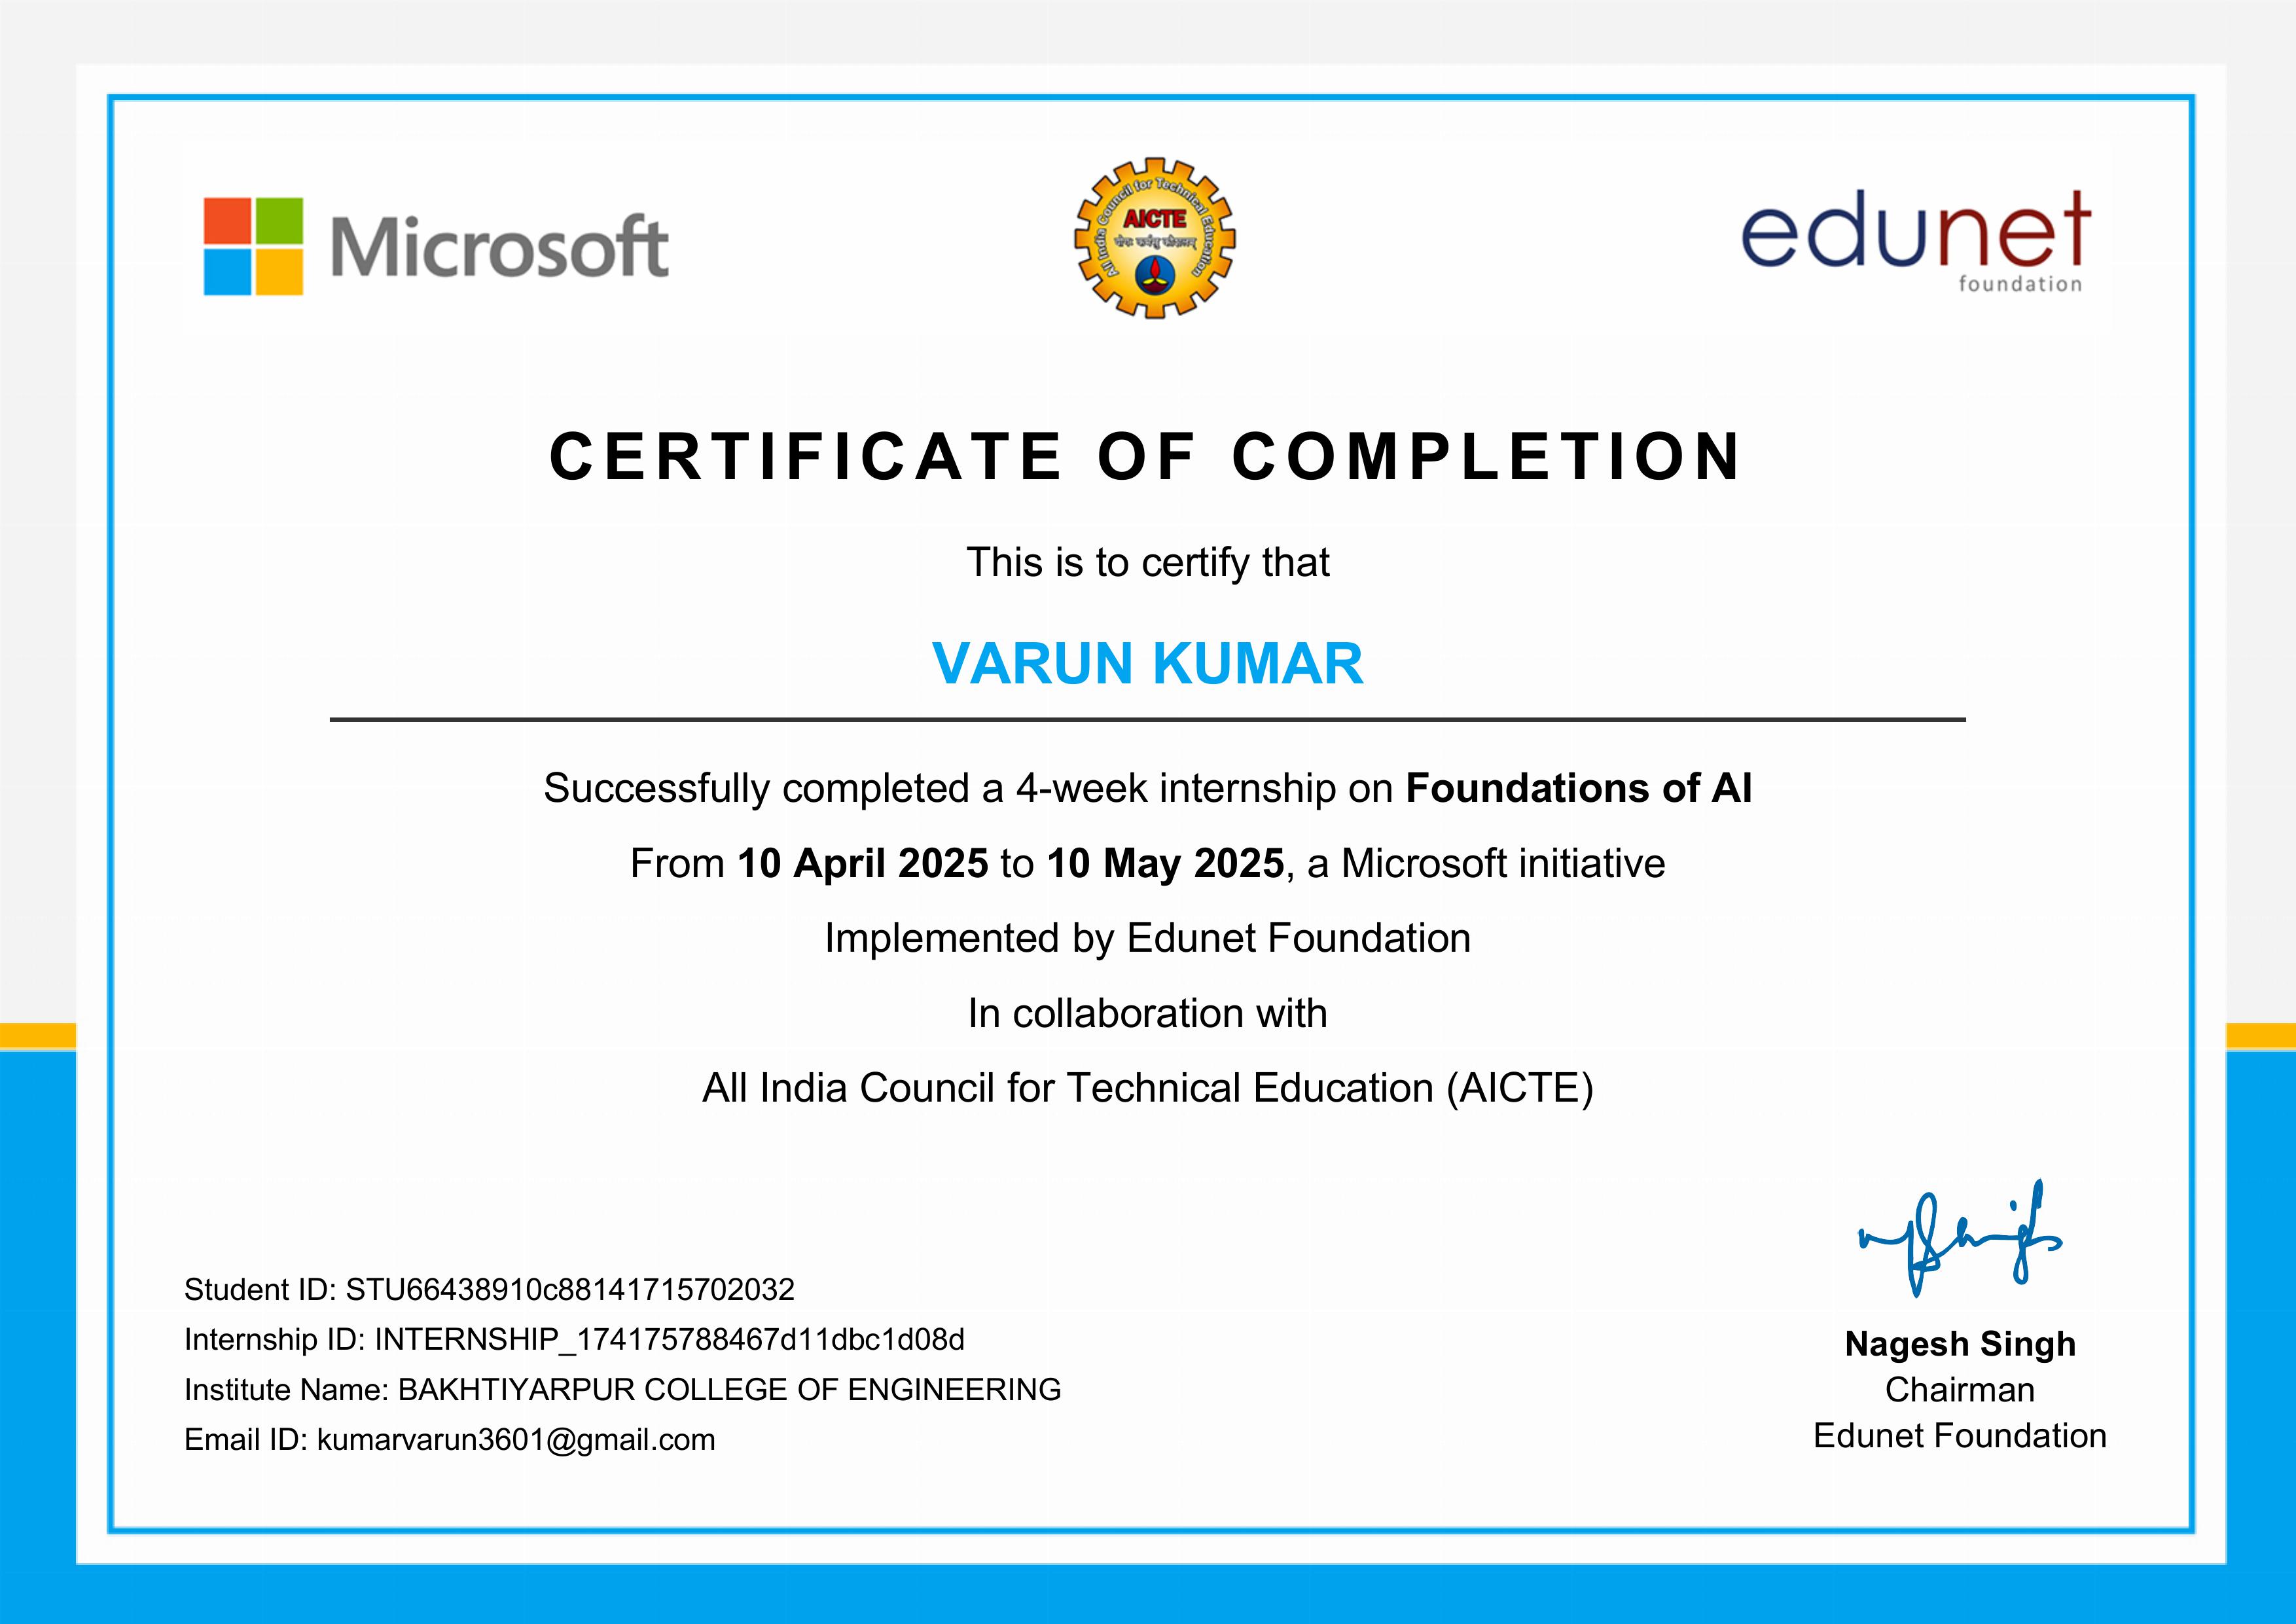 Microsoft
All India Council for Technical Education
AICTE
योगः कर्मसु कौशलम्
edunet
foundation
CERTIFICATE OF COMPLETION
This is to certify that
VARUN KUMAR
Successfully completed a 4-week internship on Foundations of AI
From 10 April 2025 to 10 May 2025, a Microsoft initiative
Implemented by Edunet Foundation
In collaboration with
All India Council for Technical Education (AICTE)
Student ID: STU66438910c88141715702032
Internship ID: INTERNSHIP_174175788467d11dbc1d08d
Institute Name: BAKHTIYARPUR COLLEGE OF ENGINEERING
Email ID: kumarvarun3601@gmail.com
Nagesh Singh
Chairman
Edunet Foundation